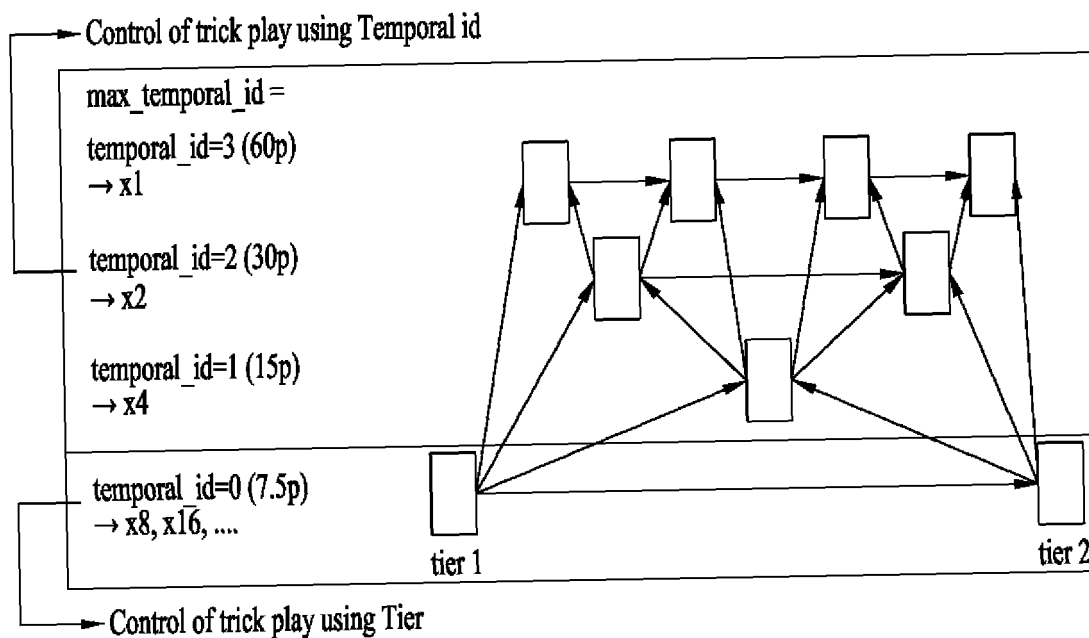 Control of trick play using Temporal id
max_temporal_id =
temporal_id=3 (60p)
→ x1
temporal_id=2 (30p)
→ x2
temporal_id=1 (15p)
→ x4
temporal_id=0 (7.5p)
→ x8, x16, ....
tier 1
tier 2
Control of trick play using Tier